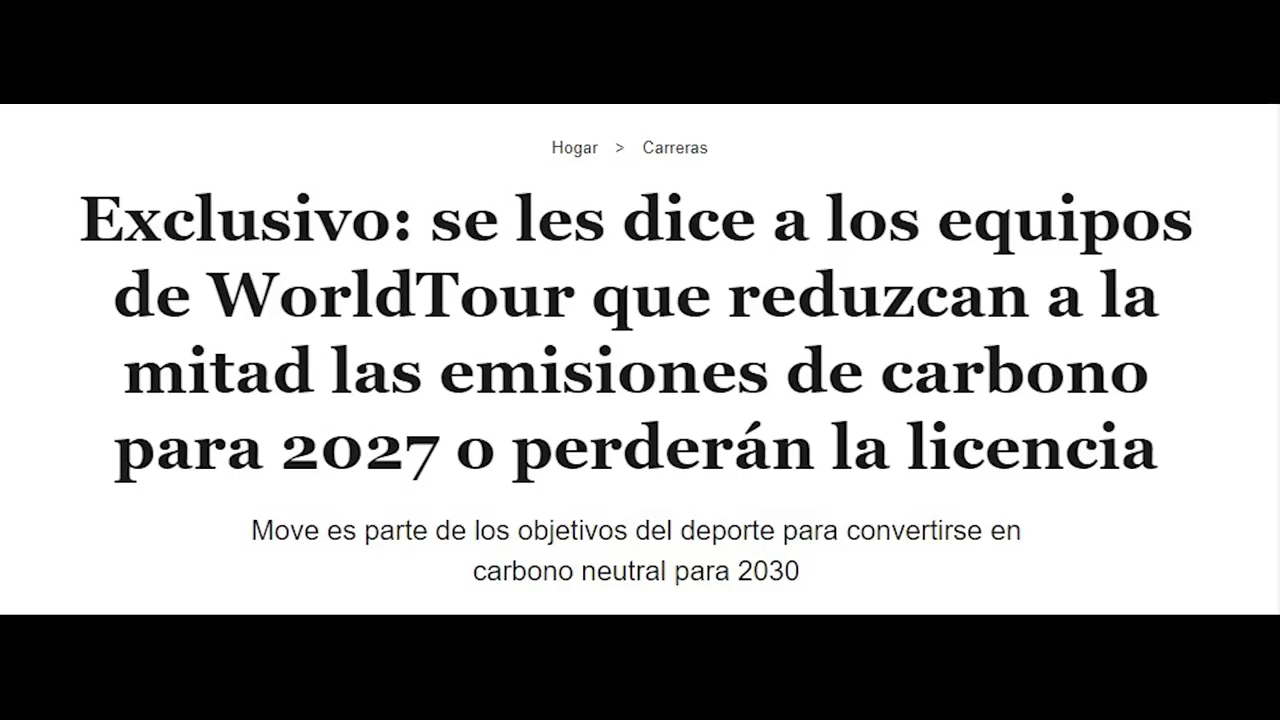 Hogar > Carreras
Exclusivo: se les dice a los equipos
de WorldTour que reduzcan a la
mitad las emisiones de carbono
para 2027 o perderán la licencia
Move es parte de los objetivos del deporte para convertirse en
carbono neutral para 2030